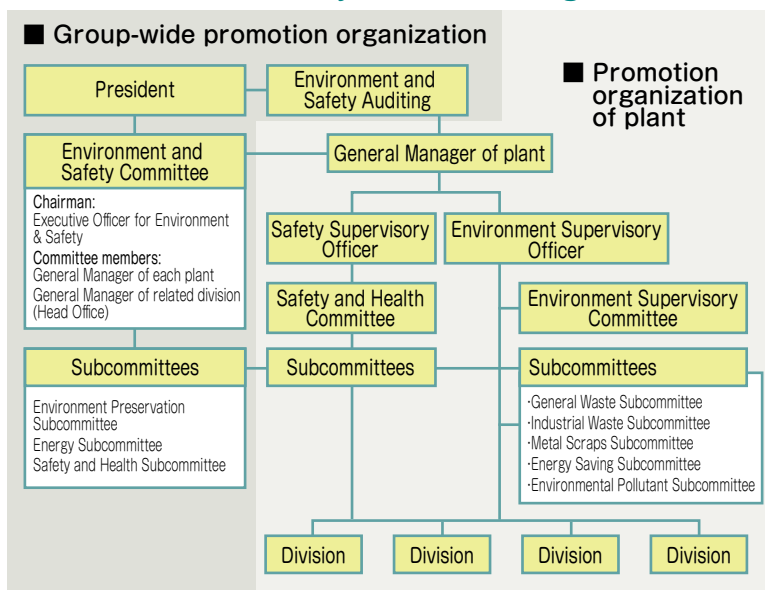 ■ Group-wide promotion organization
■ Promotion
organization
of plant
President
Environment and
Safety Auditing
Environment and
Safety Committee
General Manager of plant
Chairman:
Executive Officer for Environment
& Safety
Committee members:
General Manager of each plant
General Manager of related division
(Head Office)
Safety Supervisory
Officer
Environment Supervisory
Officer
Safety and Health
Committee
Environment Supervisory
Committee
Subcommittees
Subcommittees
Subcommittees
Environment Preservation
Subcommittee
Energy Subcommittee
Safety and Health Subcommittee
·General Waste Subcommittee
·Industrial Waste Subcommittee
·Metal Scraps Subcommittee
·Energy Saving Subcommittee
·Environmental Pollutant Subcommittee
Division
Division
Division
Division